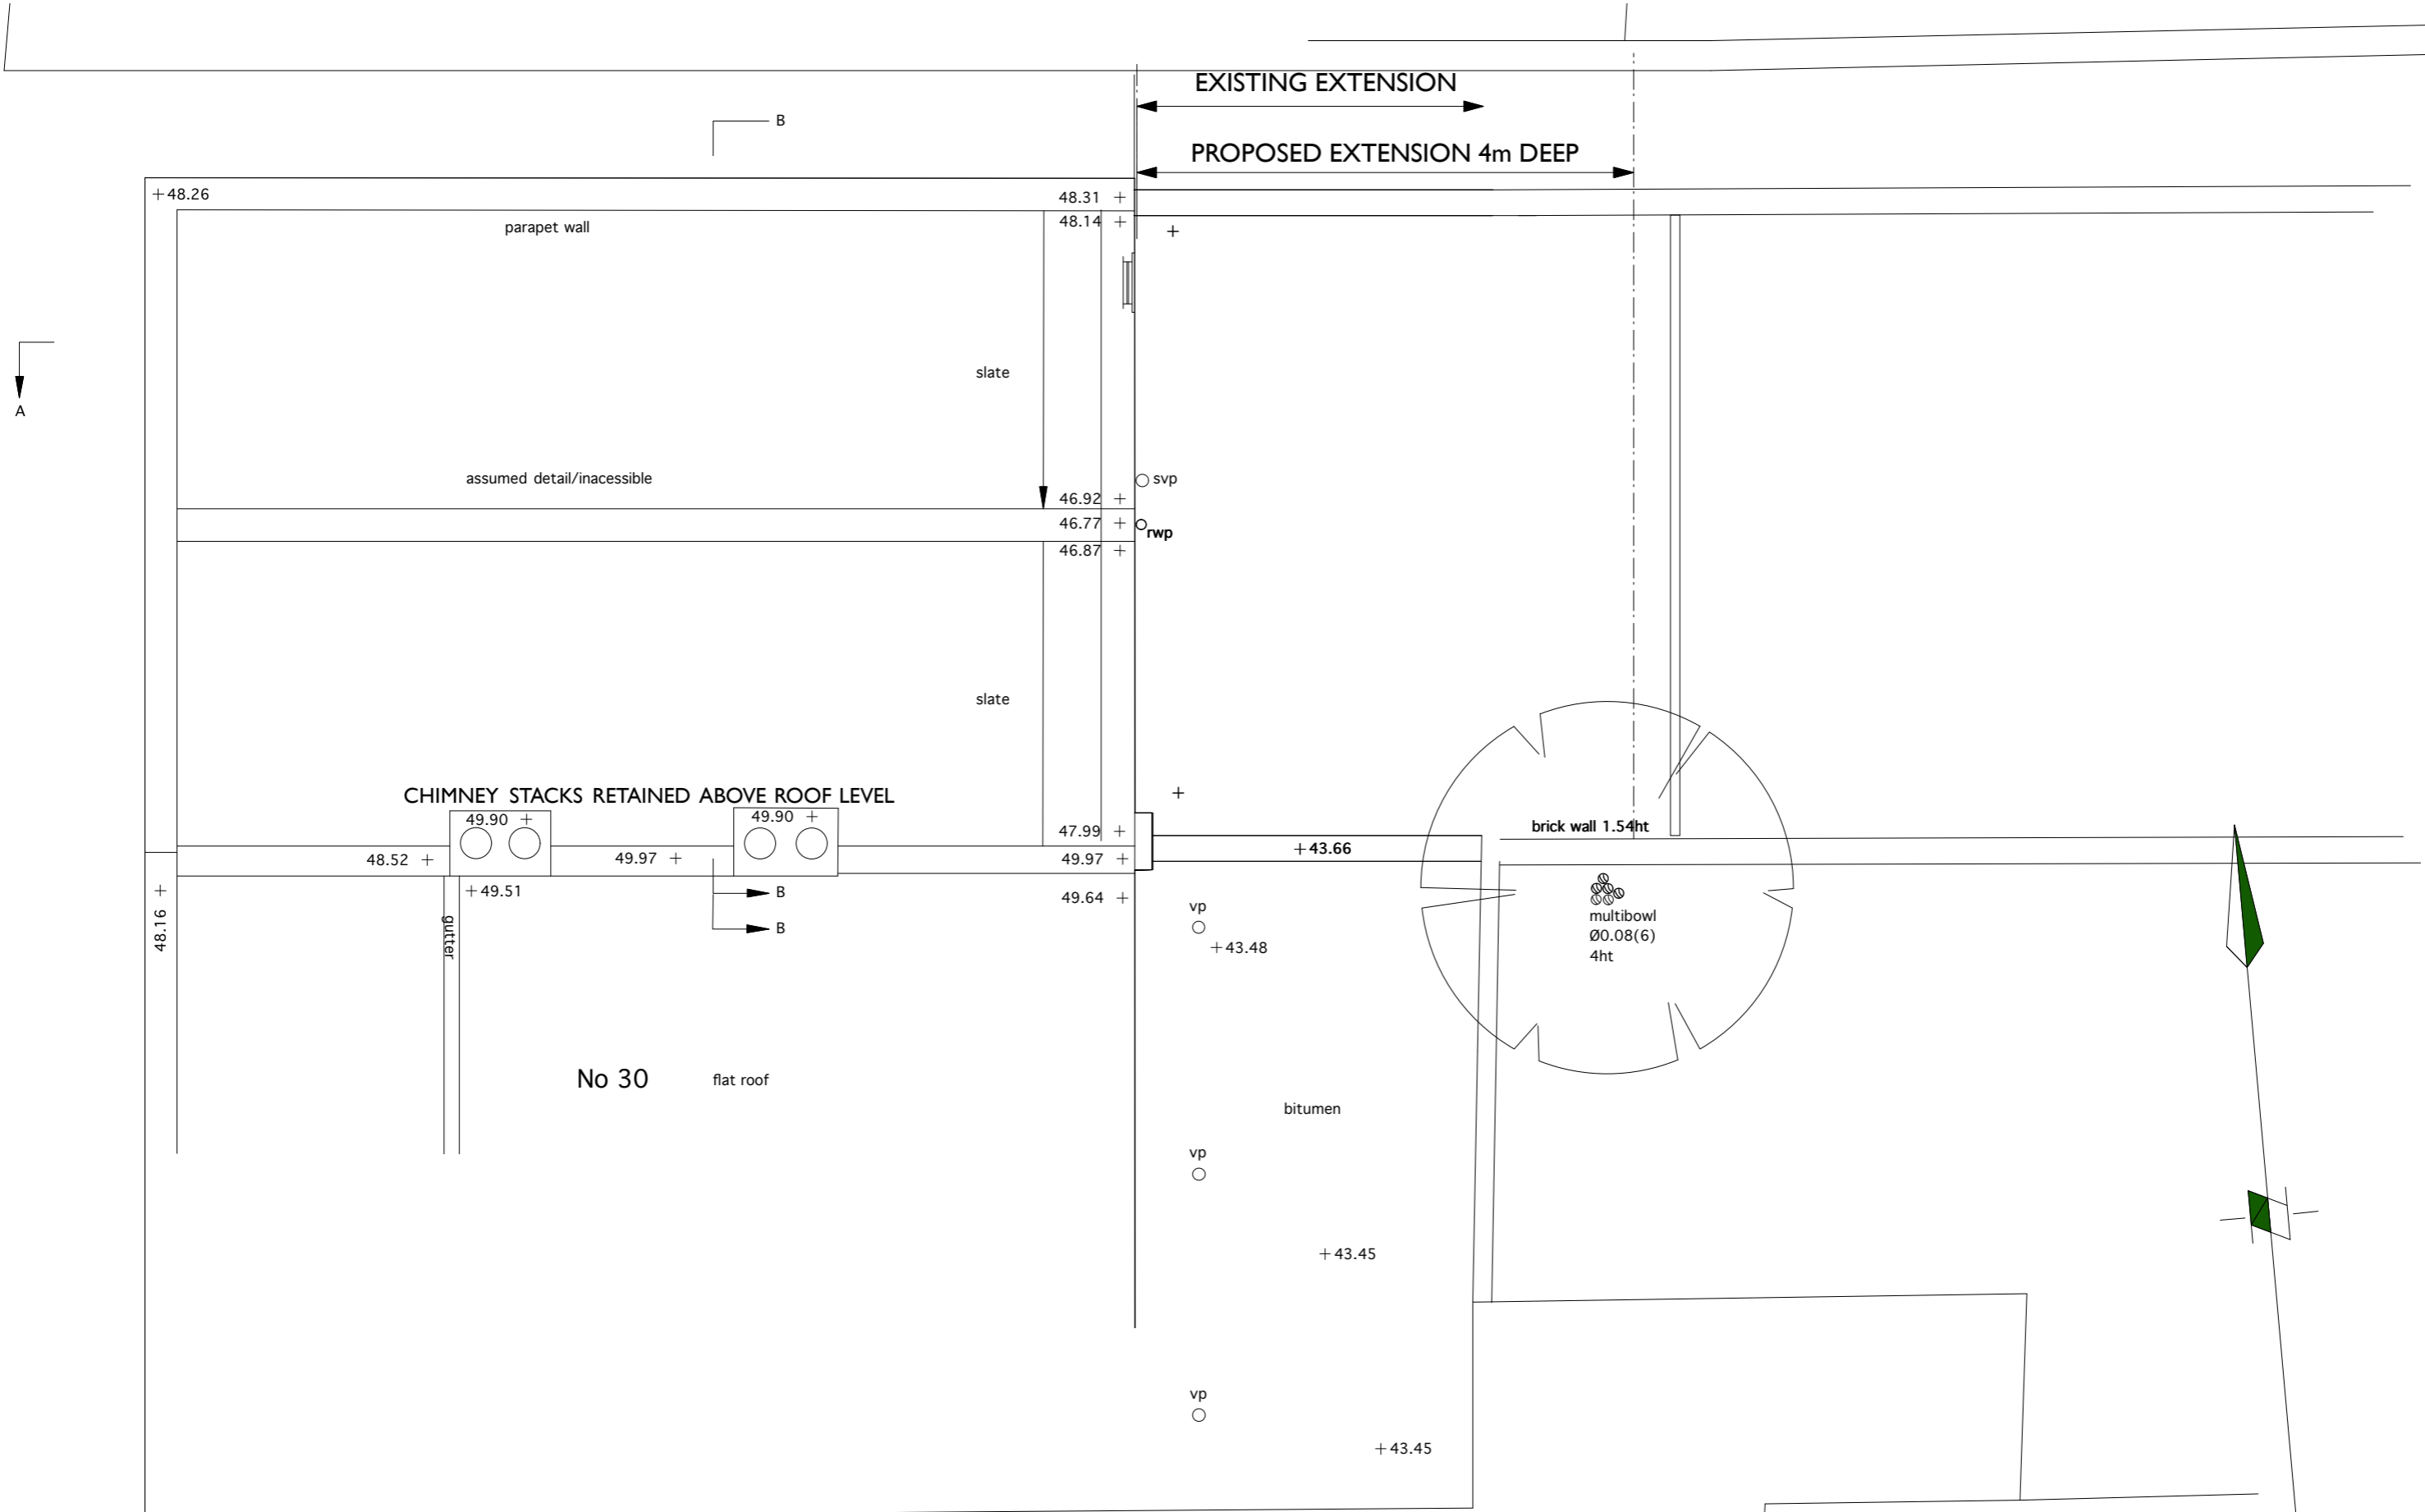 EXISTING EXTENSION
B
PROPOSED EXTENSION 4m DEEP
+48.26
48.31 +
parapet wall
48.14 +
+
slate
A
assumed detail/inacessible
svp
46.92 +
46.77 +
rwp
46.87 +
slate
CHIMNEY STACKS RETAINED ABOVE ROOF LEVEL
+
49.90 +
49.90 +
47.99 +
brick wall 1.54ht
48.52 +
49.97 +
49.97 +
+43.66
+49.51
B
49.64 +
48.16 +
gutter
B
vp
+43.48
multibowl
Ø0.08(6)
4ht
No 30
flat roof
bitumen
vp
+43.45
vp
+43.45